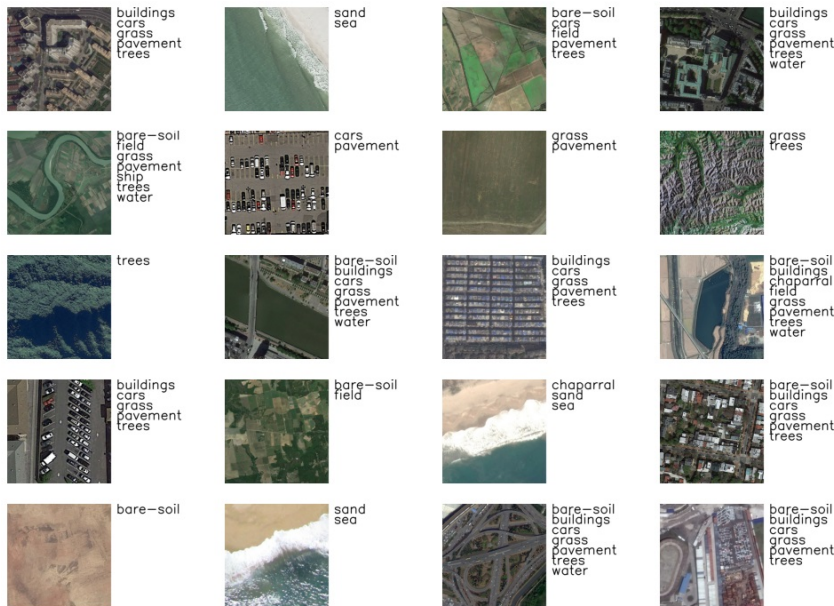 buildings
cars
grass
pavement
trees
sand
sea
bare-soil
cars
field
pavement
trees
buildings
cars
grass
pavement
trees
water
bare-soil
field
grass
pavement
ship
trees
water
cars
pavement
grass
pavement
grass
trees
trees
bare-soil
buildings
cars
grass
pavement
trees
water
buildings
cars
grass
pavement
trees
bare-soil
buildings
chaparral
field
grass
pavement
trees
water
buildings
cars
grass
pavement
trees
bare-soil
field
chaparral
sand
sea
bare-soil
buildings
cars
grass
pavement
trees
bare-soil
sand
sea
bare-soil
buildings
cars
grass
pavement
trees
water
bare-soil
buildings
cars
grass
pavement
trees